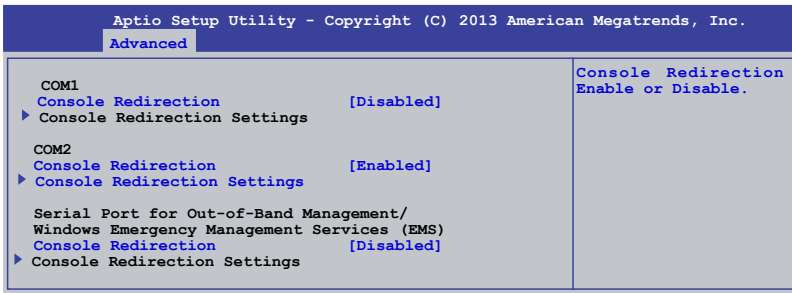 Aptio Setup Utility - Copyright (C) 2013 American Megatrends, Inc.
Advanced
COM1
Console Redirection [Disabled]
Console Redirection Settings
COM2
Console Redirection [Enabled]
Console Redirection Settings
Serial Port for Out-of-Band Management/
Windows Emergency Management Services (EMS)
Console Redirection [Disabled]
Console Redirection Settings
Console Redirection
Enable or Disable.